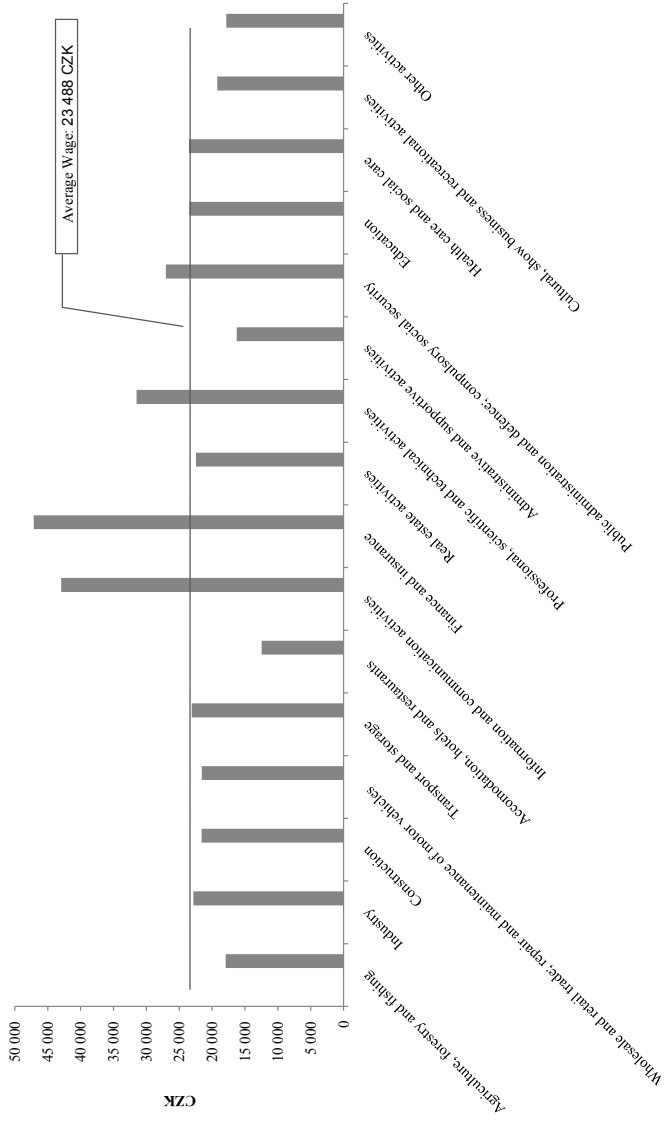 Average Wage: 23 488 CZK
CZK
50 000
45 000
40 000
35 000
30 000
25 000
20 000
15 000
10 000
5 000
0
Agriculture, forestry and fishing
Industry
Construction
Wholesale and retail trade; repair and maintenance of motor vehicles
Transport and storage
Accomodation, hotels and restaurants
Information and communication activities
Finance and insurance
Real estate activities
Professional, scientific and technical activities
Administrative and supportive activities
Public administration and defence; compulsory social security
Education
Health care and social care
Cultural, show business and recreational activities
Other activities